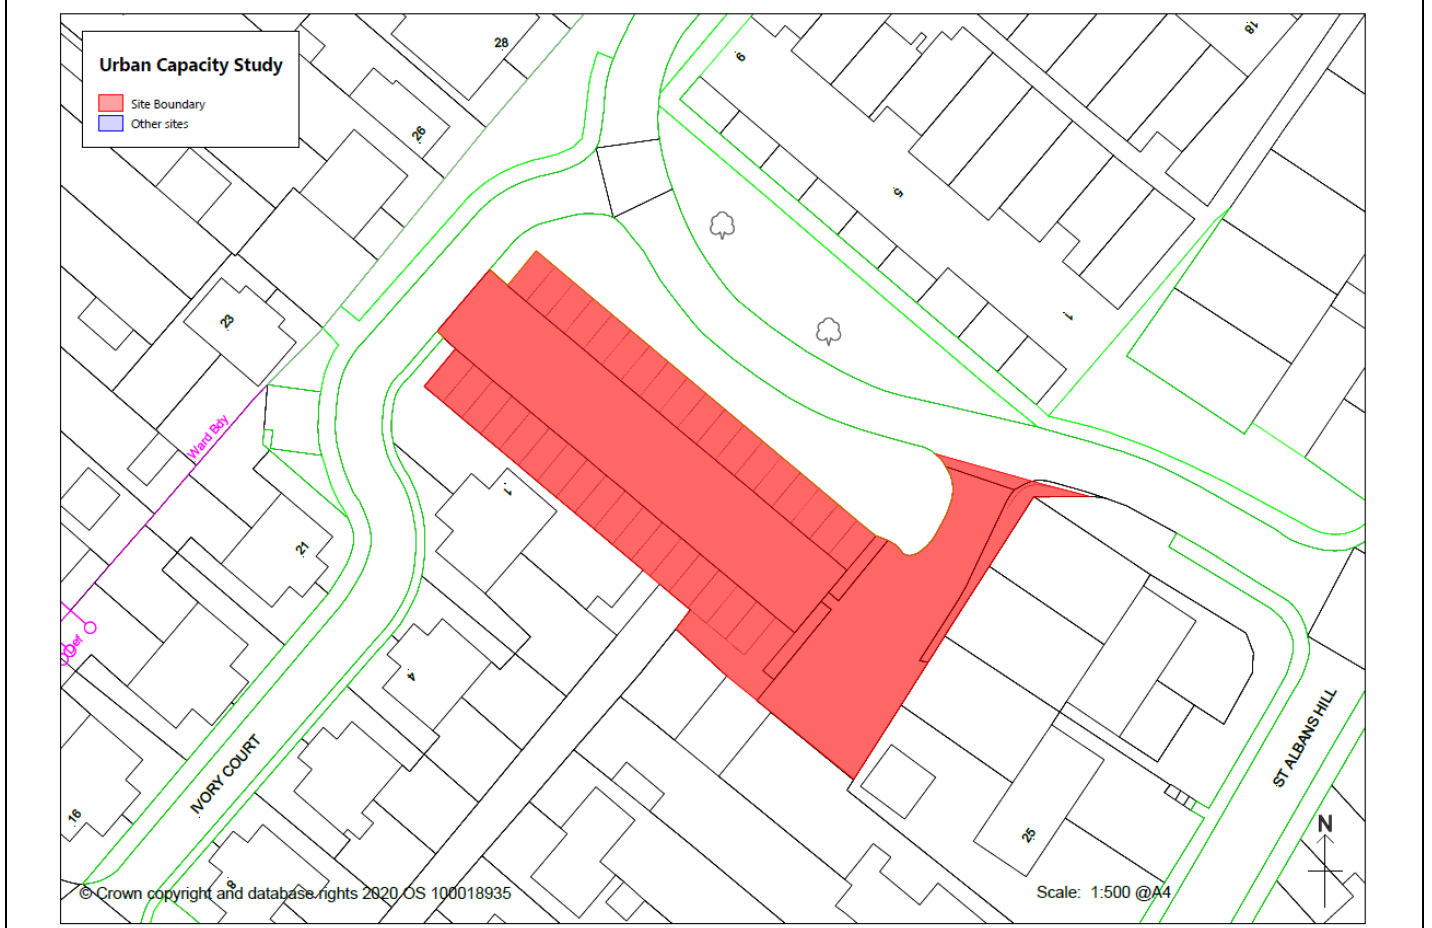 Urban Capacity Study
Site Boundary
Other sites
28
26
23
21
16
9
18
5
1
1
4
8
25
Ward Bdy
Def
IVORY COURT
ST ALBANS HILL
N
© Crown copyright and database rights 2020 OS 100018935
Scale: 1:500 @A4